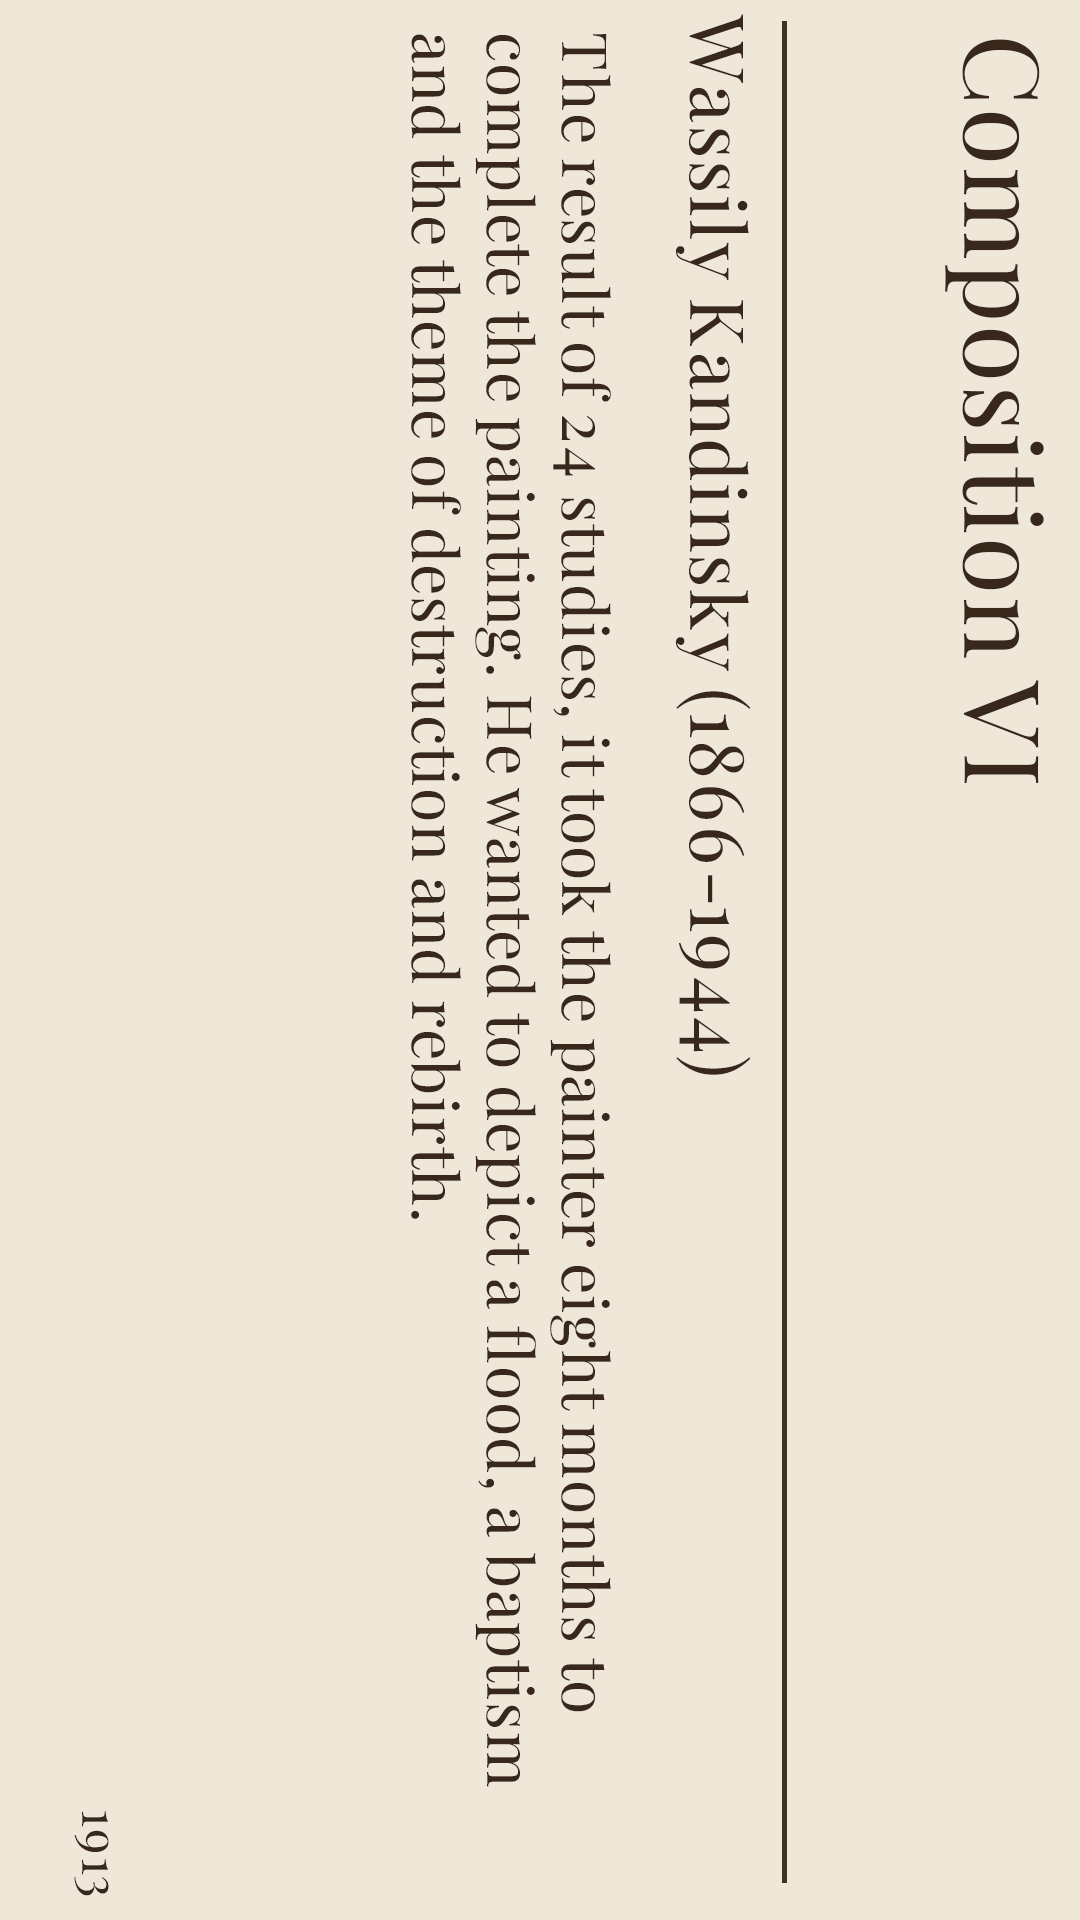 Composition VI
Wassily Kandinsky (1866-1944)
The result of 24 studies, it took the painter eight months to
complete the painting. He wanted to depict a flood, a baptism
and the theme of destruction and rebirth.
1913